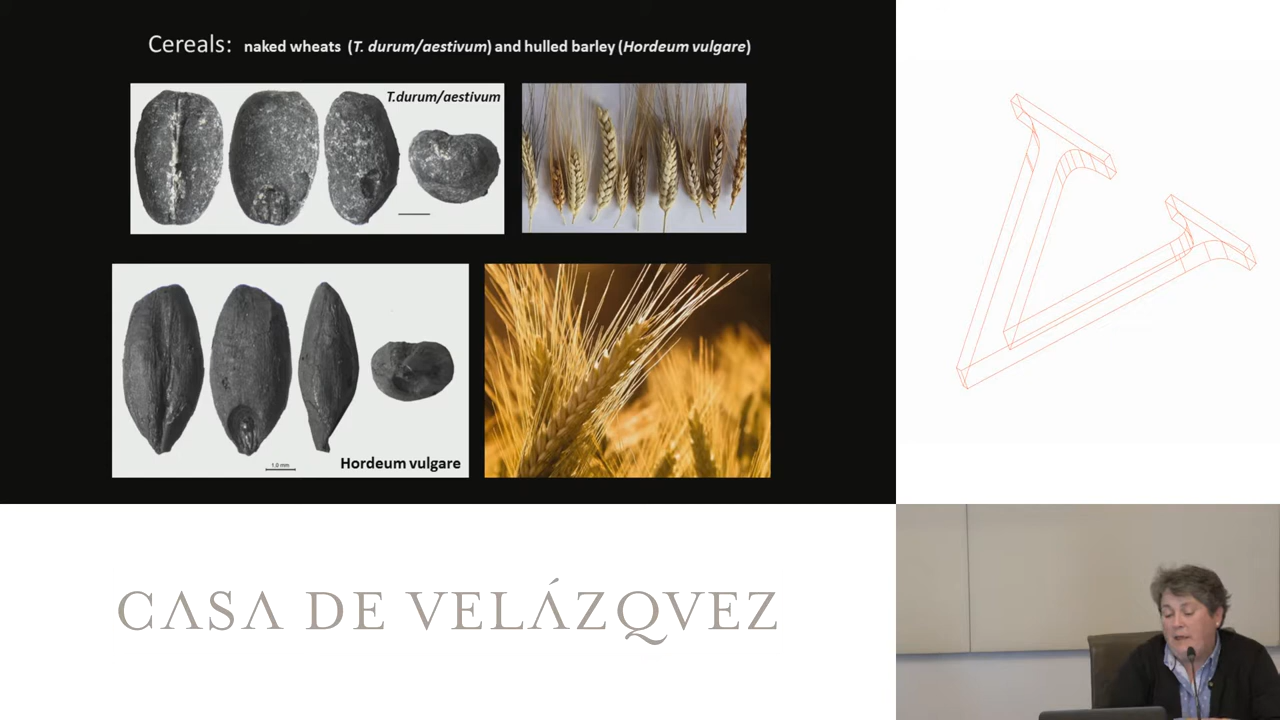 Cereals: naked wheats (T. durum/aestivum) and hulled barley (Hordeum vulgare)
T.durum/aestivum
1.0 mm
Hordeum vulgare
CΛSΛ DE VELÁZQVEZ